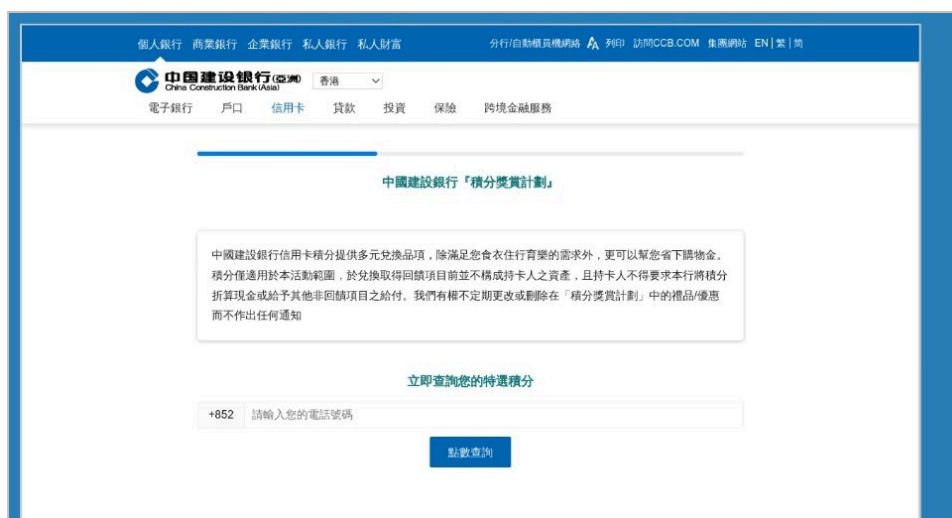 個人銀行 商業銀行 企業銀行 私人銀行 私人財富 分行/自動櫃員機網絡 列印 訪問CCB.COM 集團網站 EN | 繁 | 简
中国建设银行(亞洲) 香港
China Construction Bank (Asia)
電子銀行 戶口 信用卡 貸款 投資 保險 跨境金融服務
中國建設銀行『積分獎賞計劃』
中國建設銀行信用卡積分提供多元兌換品項，除滿足您食衣住行育樂的需求外，更可以幫您省下購物金。
積分僅適用於本活動範圍，於兌換取得回饋項目前並不構成持卡人之資產，且持卡人不得要求本行將積分
折算現金或給予其他非回饋項目之給付。我們有權不定期更改或刪除在「積分獎賞計劃」中的禮品/優惠
而不作出任何通知
立即查詢您的特選積分
+852 請輸入您的電話號碼
點數查詢